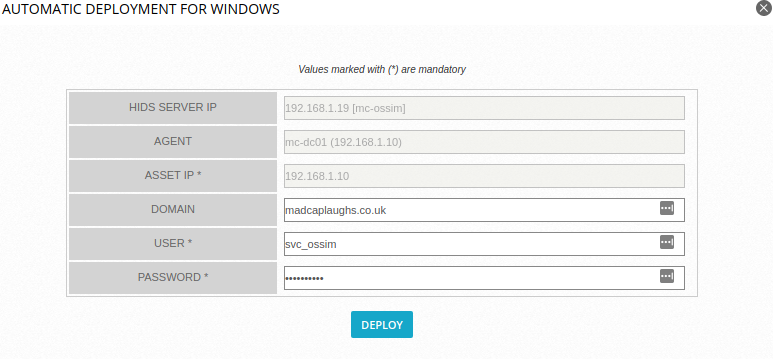 AUTOMATIC DEPLOYMENT FOR WINDOWS
Values marked with (*) are mandatory
HIDS SERVER IP 192.168.1.19 [mc-ossim]
AGENT mc-dc01 (192.168.1.10)
ASSET IP * 192.168.1.10
DOMAIN madcaplaughs.co.uk
USER * svc_ossim
PASSWORD * ••••••••••
DEPLOY